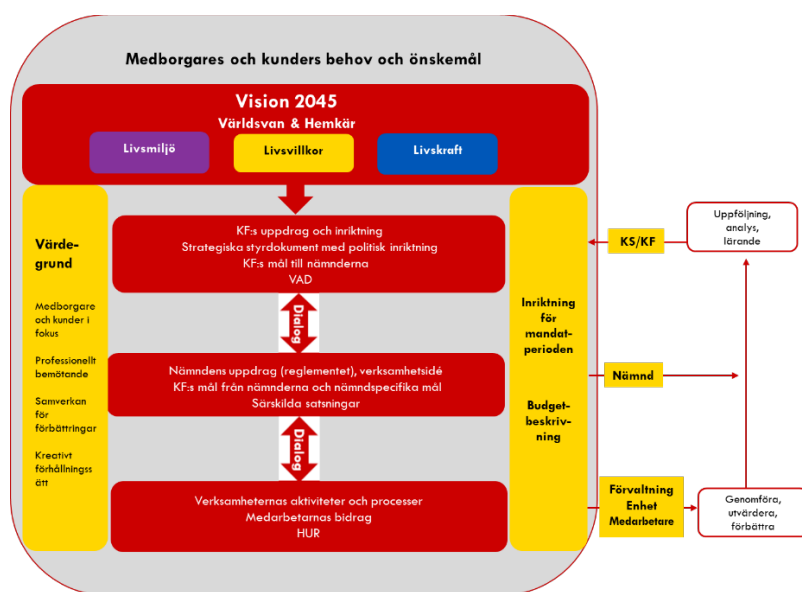 Medborgares och kunders behov och önskemål
Vision 2045
Världsvan & Hemkär
Livsmiljö
Livsvillkor
Livskraft
Värde-
grund
Medborgare
och kunder i
fokus
Professionellt
bemötande
Samverkan
för
förbättringar
Kreativt
förhållningss
ätt
KF:s uppdrag och inriktning
Strategiska styrdokument med politisk inriktning
KF:s mål till nämnderna
VAD
Dialog
Nämndens uppdrag (reglementet), verksamhetsidé
KF:s mål från nämnderna och nämndspecifika mål
Särskilda satsningar
Dialog
Verksamheternas aktiviteter och processer
Medarbetarnas bidrag
HUR
Inriktning
för
mandat-
perioden
Budget-
beskriv-
ning
KS/KF
Nämnd
Förvaltning
Enhet
Medarbetare
Uppföljning,
analys,
lärande
Genomföra,
utvärdera,
förbättra